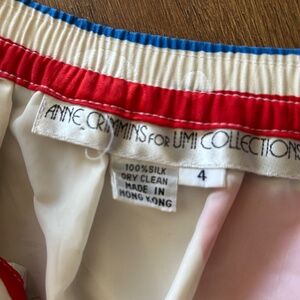 ANNE CRIMMINS FOR UMI COLLECTIONS
100% SILK
DRY CLEAN
MADE IN
HONG KONG
4